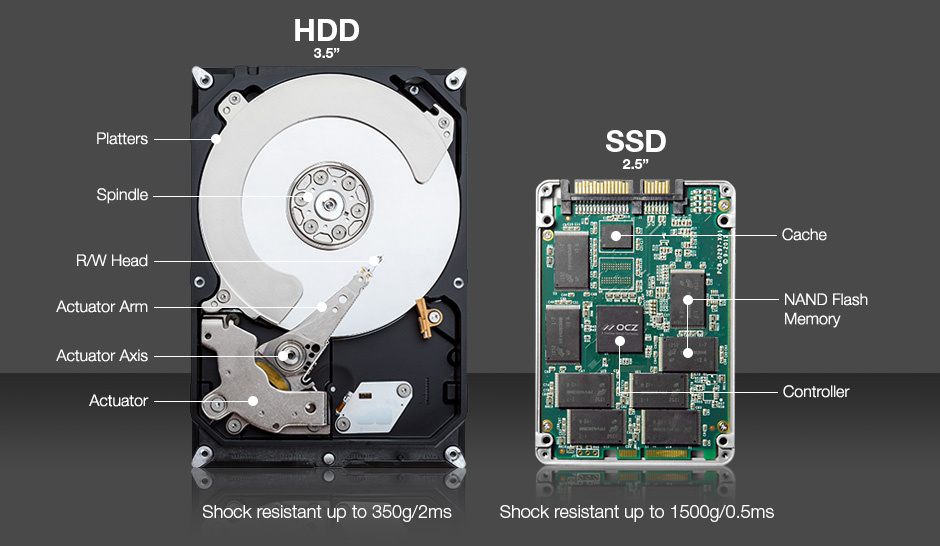 HDD
3.5”
SSD
2.5”
Platters
Spindle
R/W Head
Actuator Arm
Actuator Axis
Actuator
Cache
NAND Flash
Memory
Controller
OCZ
Shock resistant up to 350g/2ms
Shock resistant up to 1500g/0.5ms